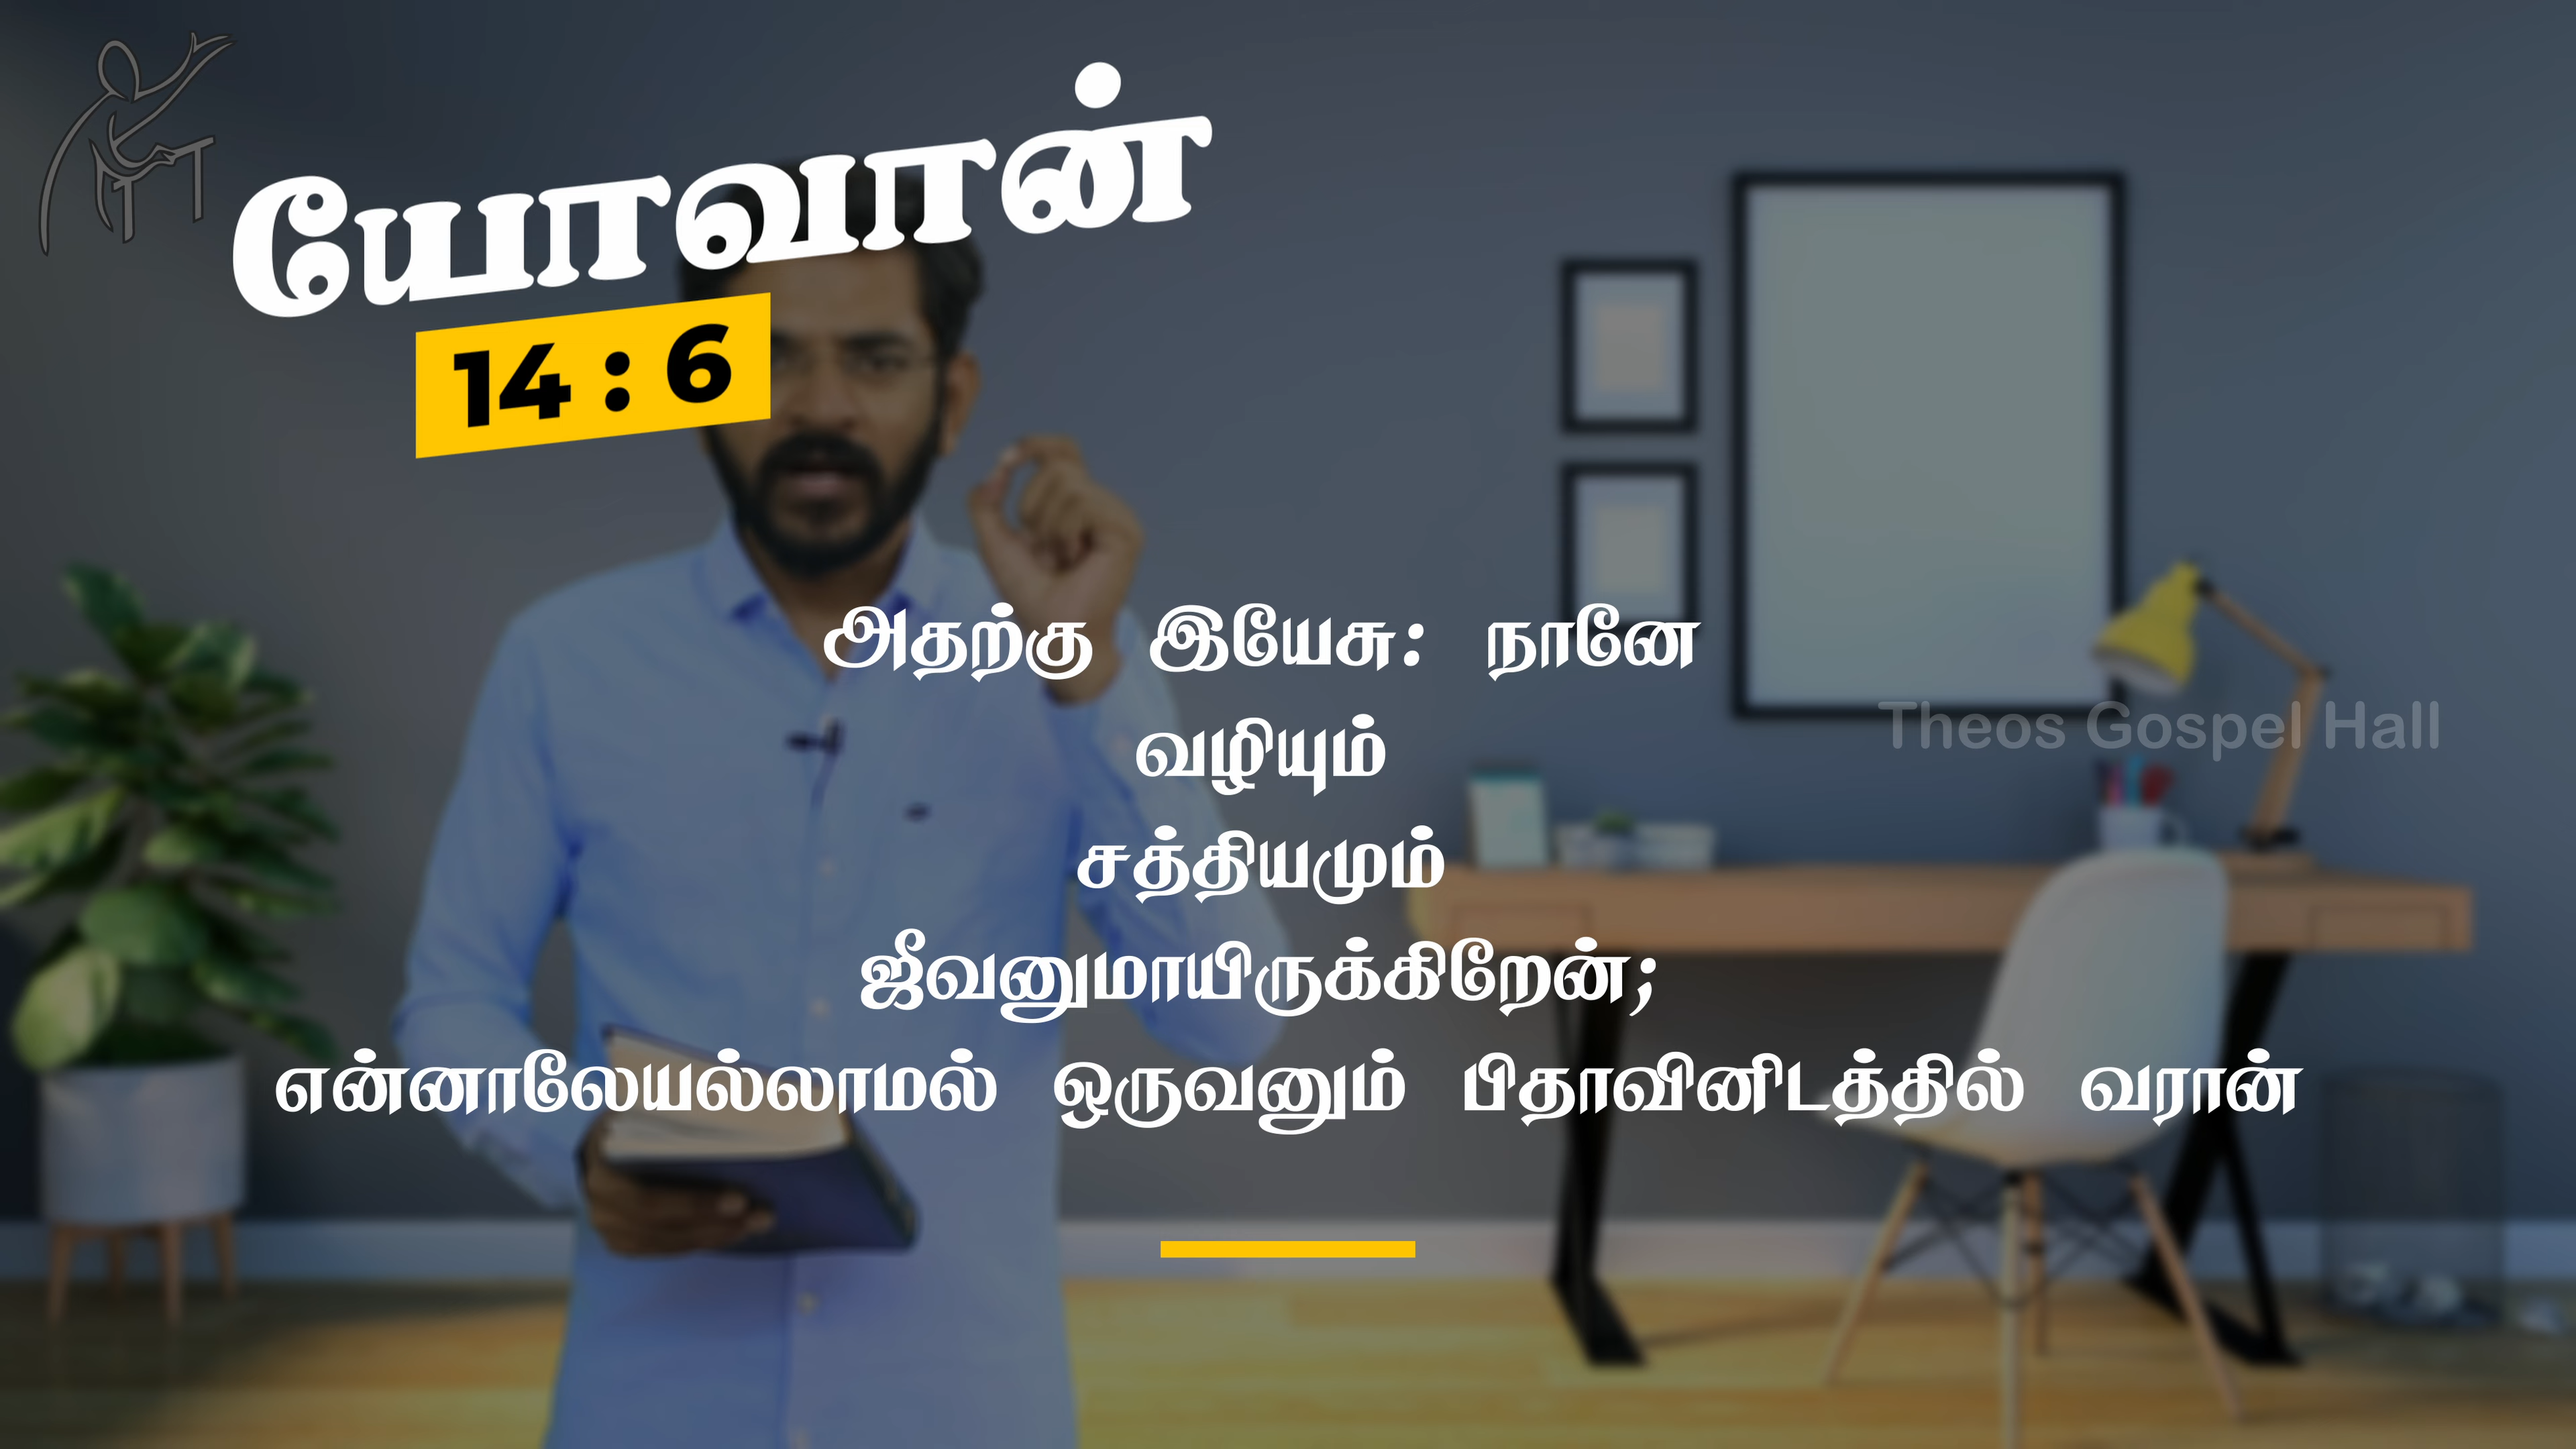 யோவான்
14 : 6
அதற்கு இயேசு: நானே
வழியும்
Theos Gospel Hall
சத்தியமும்
ஜீவனுமாயிருக்கிறேன்;
என்னாலேயல்லாமல் ஒருவனும் பிதாவினிடத்தில் வரான்